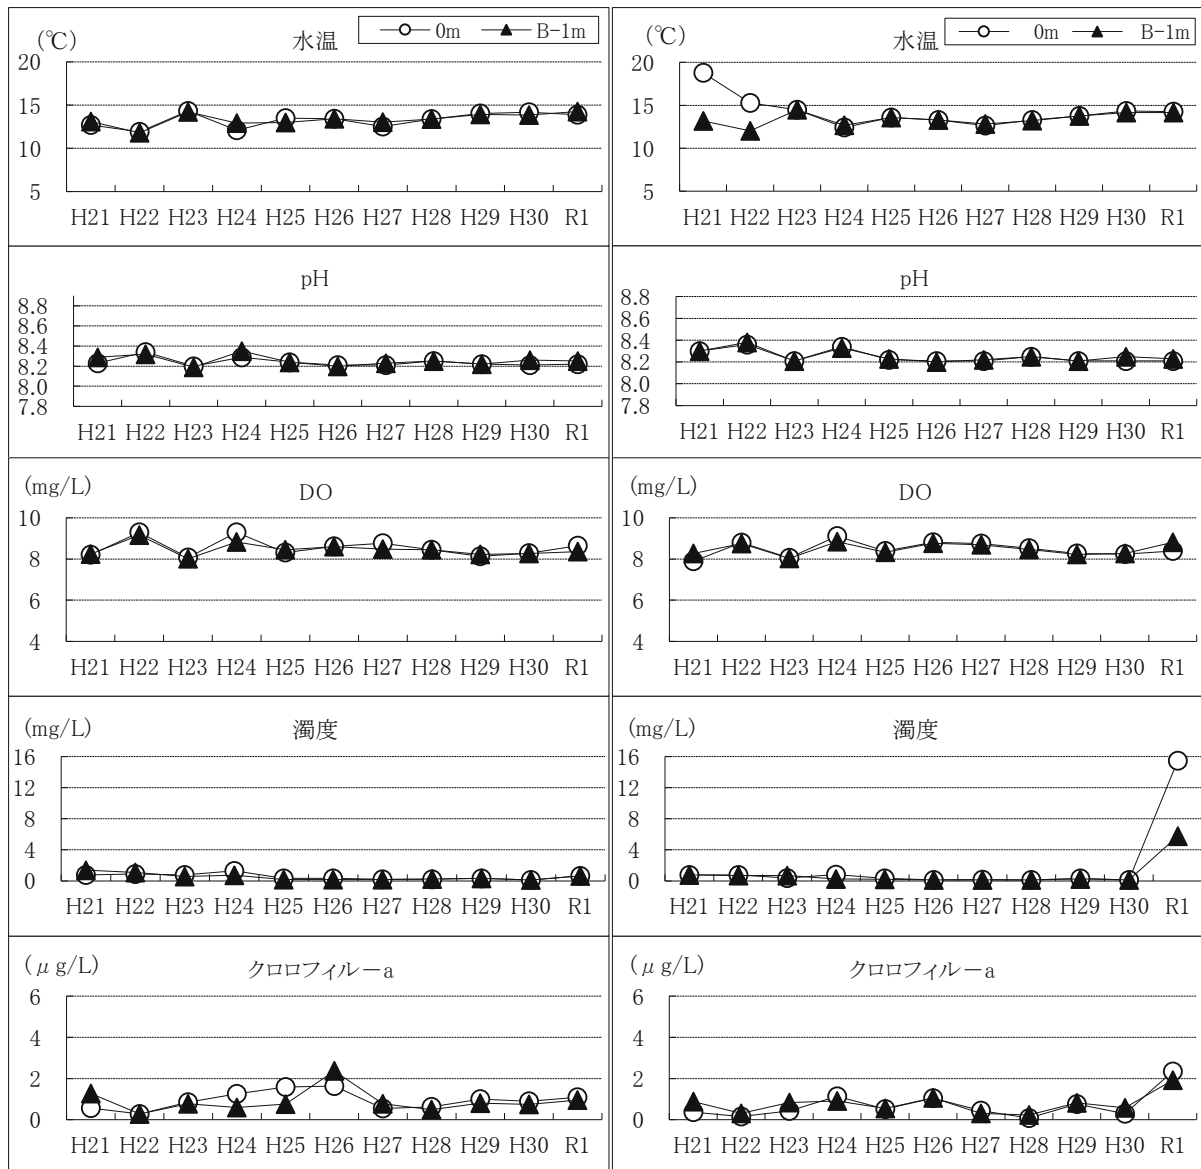 (℃) 水温 0m B-1m
20
15
10
5
H21 H22 H23 H24 H25 H26 H27 H28 H29 H30 R1
pH
8.8
8.6
8.4
8.2
8.0
7.8
H21 H22 H23 H24 H25 H26 H27 H28 H29 H30 R1
(mg/L) DO
10
8
6
4
H21 H22 H23 H24 H25 H26 H27 H28 H29 H30 R1
(mg/L) 濁度
16
12
8
4
0
H21 H22 H23 H24 H25 H26 H27 H28 H29 H30 R1
(μg/L) クロロフィルーa
6
4
2
0
H21 H22 H23 H24 H25 H26 H27 H28 H29 H30 R1
(℃) 水温 0m B-1m
20
15
10
5
H21 H22 H23 H24 H25 H26 H27 H28 H29 H30 R1
pH
8.8
8.6
8.4
8.2
8.0
7.8
H21 H22 H23 H24 H25 H26 H27 H28 H29 H30 R1
(mg/L) DO
10
8
6
4
H21 H22 H23 H24 H25 H26 H27 H28 H29 H30 R1
(mg/L) 濁度
16
12
8
4
0
H21 H22 H23 H24 H25 H26 H27 H28 H29 H30 R1
(μg/L) クロロフィルーa
6
4
2
0
H21 H22 H23 H24 H25 H26 H27 H28 H29 H30 R1